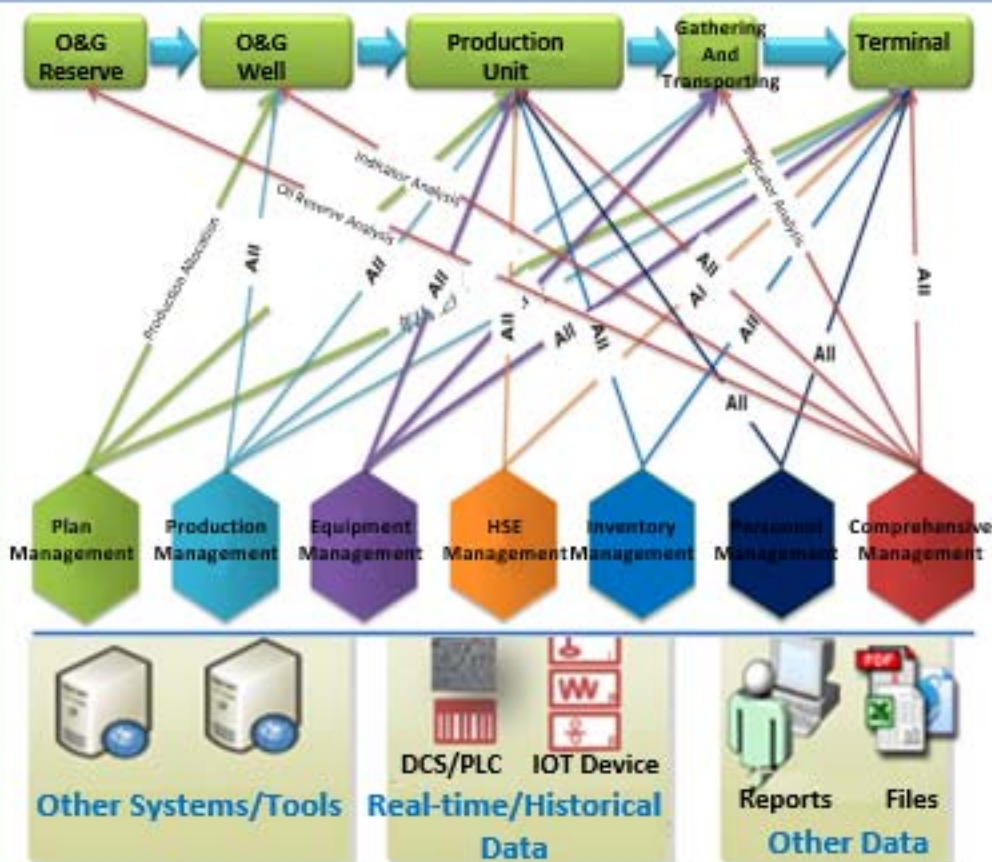 O&G
Reserve
O&G
Well
Production
Unit
Gathering
And
Transporting
Terminal
Indicator Analysis
Oil Reserve Analysis
Indicator Analysis
Production Allocation
All
All
All
All
All
All
All
Al
All
All
All
All
Plan
Management
Production
Management
Equipment
Management
HSE
Management
Inventory
Management
Personnel
Management
Comprehensive
Management
DCS/PLC
IOT Device
Reports
Files
PDF
Other Systems/Tools
Real-time/Historical
Data
Other Data